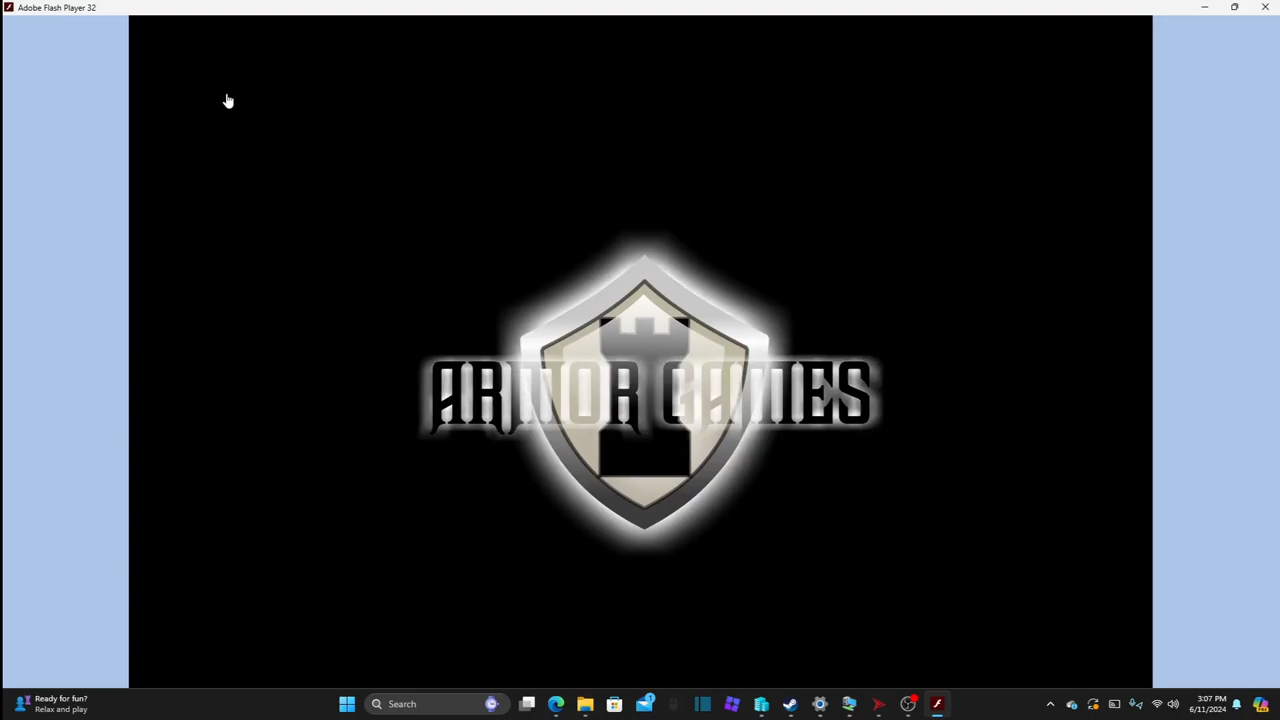 Adobe Flash Player 32
ARMOR GAMES
Ready for fun?
Relax and play
Search
1
3:07 PM
6/11/2024